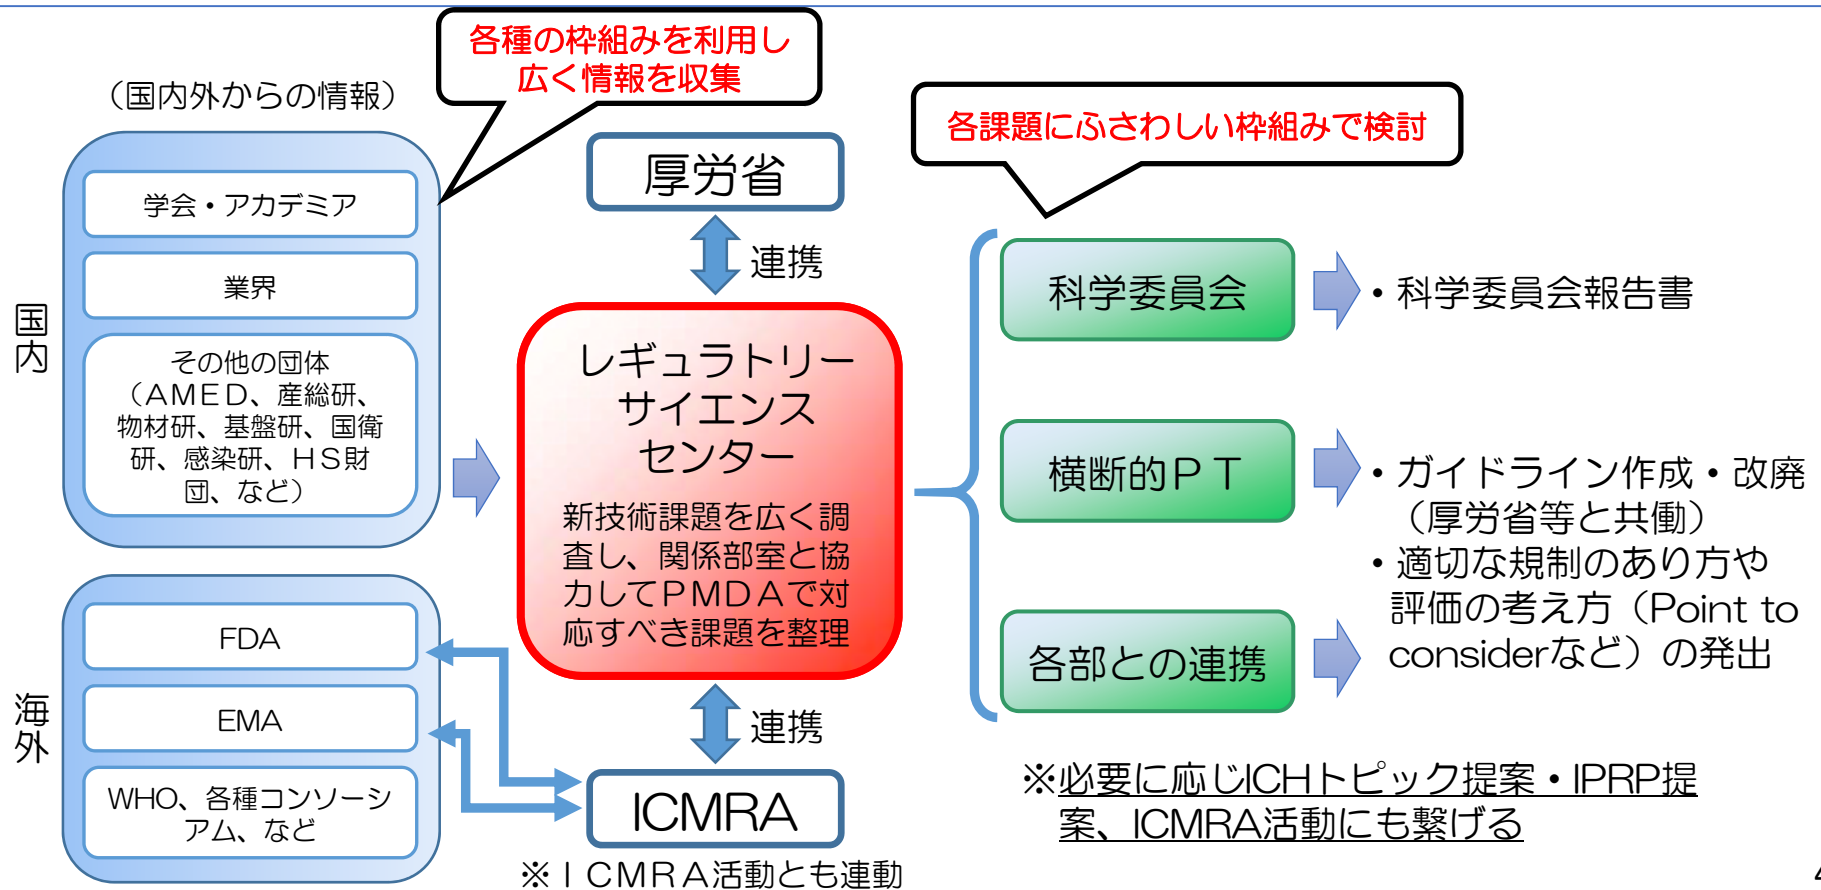 各種の枠組みを利用し
広く情報を収集
（国内外からの情報）
国内
学会・アカデミア
業界
その他の団体
（ＡＭＥＤ、産総研、
物材研、基盤研、国衛
研、感染研、ＨＳ財
団、など）
海外
FDA
EMA
WHO、各種コンソーシ
アム、など
厚労省
連携
レギュラトリー
サイエンス
センター
新技術課題を広く調
査し、関係部室と協
力してＰＭＤＡで対
応すべき課題を整理
連携
ICMRA
※ＩＣＭＲＡ活動とも連動
各課題にふさわしい枠組みで検討
科学委員会
・科学委員会報告書
横断的ＰＴ
・ガイドライン作成・改廃
（厚労省等と共働）
・適切な規制のあり方や
評価の考え方（Point to
considerなど）の発出
各部との連携
※必要に応じICHトピック提案・IPRP提
案、ICMRA活動にも繋げる